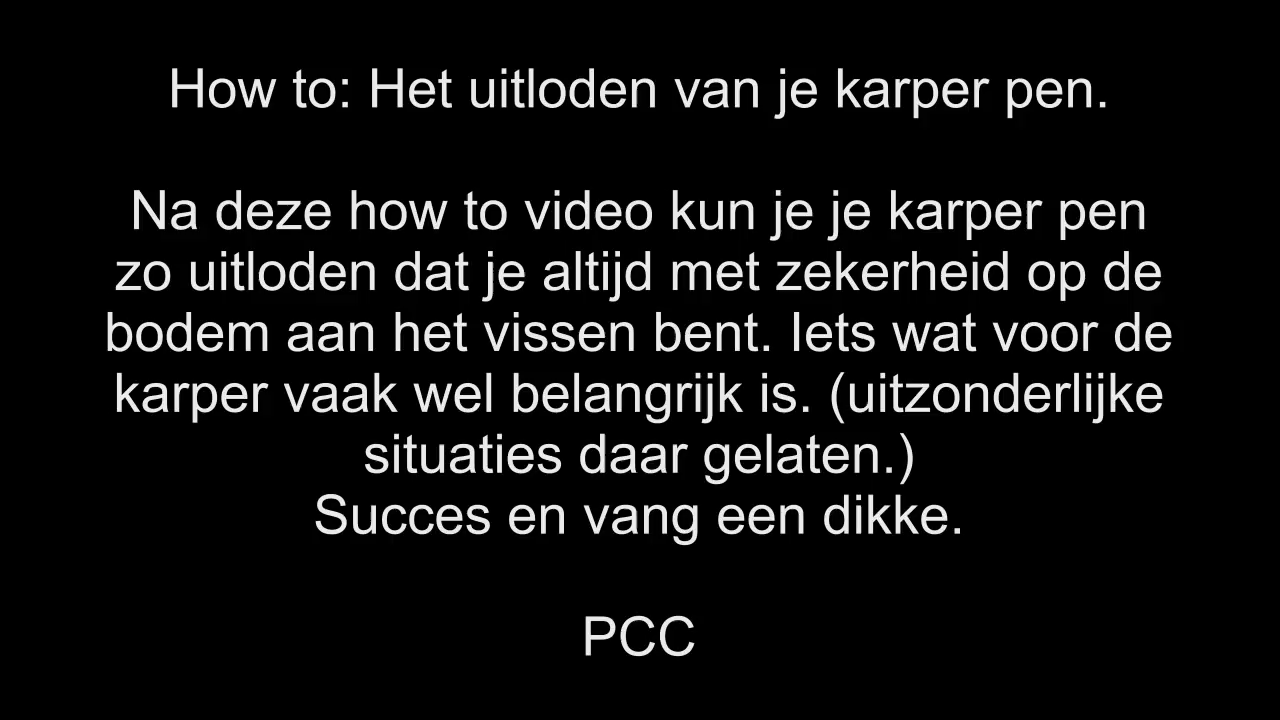 How to: Het uitloden van je karper pen.
Na deze how to video kun je je karper pen
zo uitloden dat je altijd met zekerheid op de
bodem aan het vissen bent. Iets wat voor de
karper vaak wel belangrijk is. (uitzonderlijke
situaties daar gelaten.)
Succes en vang een dikke.
PCC